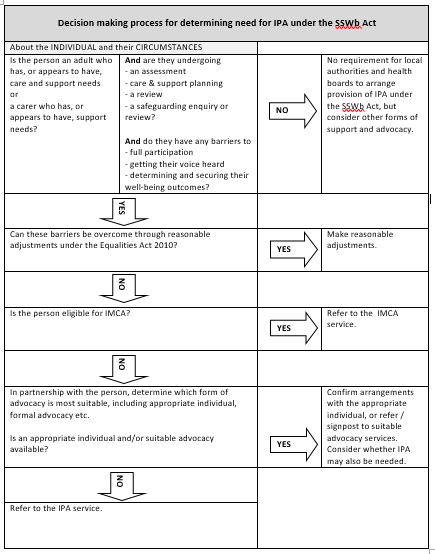 Decision making process for determining need for IPA under the SSWb Act
About the INDIVIDUAL and their CIRCUMSTANCES
Is the person an adult who
has, or appears to have,
care and support needs
or
a carer who has, or
appears to have, support
needs?
And are they undergoing
- an assessment
- care & support planning
- a review
- a safeguarding enquiry or
review?
And do they have any barriers to
- full participation
- getting their voice heard
- determining and securing their
well-being outcomes?
NO
No requirement for local
authorities and health
boards to arrange
provision of IPA under
the SSWb Act, but
consider other forms of
support and advocacy.
YES
Can these barriers be overcome through reasonable
adjustments under the Equalities Act 2010?
YES
Make reasonable
adjustments.
NO
Is the person eligible for IMCA?
YES
Refer to the IMCA
service.
NO
In partnership with the person, determine which form of
advocacy is most suitable, including appropriate individual,
formal advocacy etc.
Is an appropriate individual and/or suitable advocacy
available?
YES
Confirm arrangements
with the appropriate
individual, or refer /
signpost to suitable
advocacy services.
Consider whether IPA
may also be needed.
NO
Refer to the IPA service.